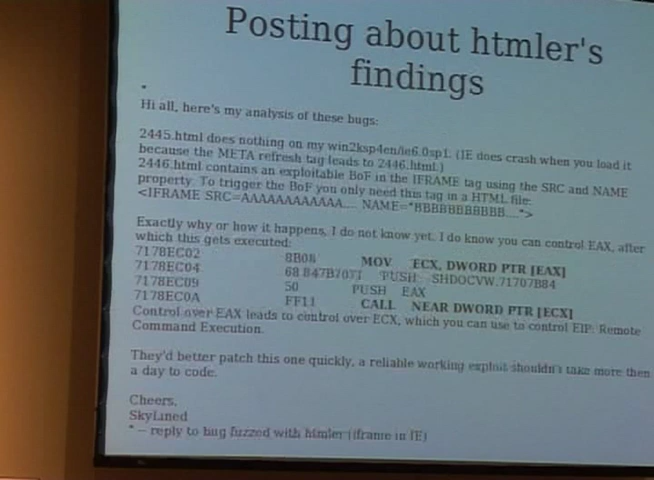 Posting about htmler's
findings
"
Hi all, here's my analysis of these bugs:
2445.html does nothing on my win2ksp4en/ie6.0sp1. (IE does crash when you load it
because the META refresh tag leads to 2446.html.)
2446.html contains an exploitable BoF in the IFRAME tag using the SRC and NAME
property. To trigger the BoF you only need this tag in a HTML file:
<IFRAME SRC=AAAAAAAAAAAA.... NAME="BBBBBBBBBBB....">
Exactly why or how it happens, I do not know yet. I do know you can control EAX, after
which this gets executed:
7178EC02 8B08 MOV ECX, DWORD PTR [EAX]
7178EC04 68 847B7071 PUSH SHDOCVW.71707B84
7178EC09 50 PUSH EAX
7178EC0A FF11 CALL NEAR DWORD PTR [ECX]
Control over EAX leads to control over ECX, which you can use to control EIP: Remote
Command Execution.
They'd better patch this one quickly, a reliable working exploit shouldn't take more then
a day to code.
Cheers,
SkyLined
" -- reply to bug fuzzed with htmler (iframe in IE)